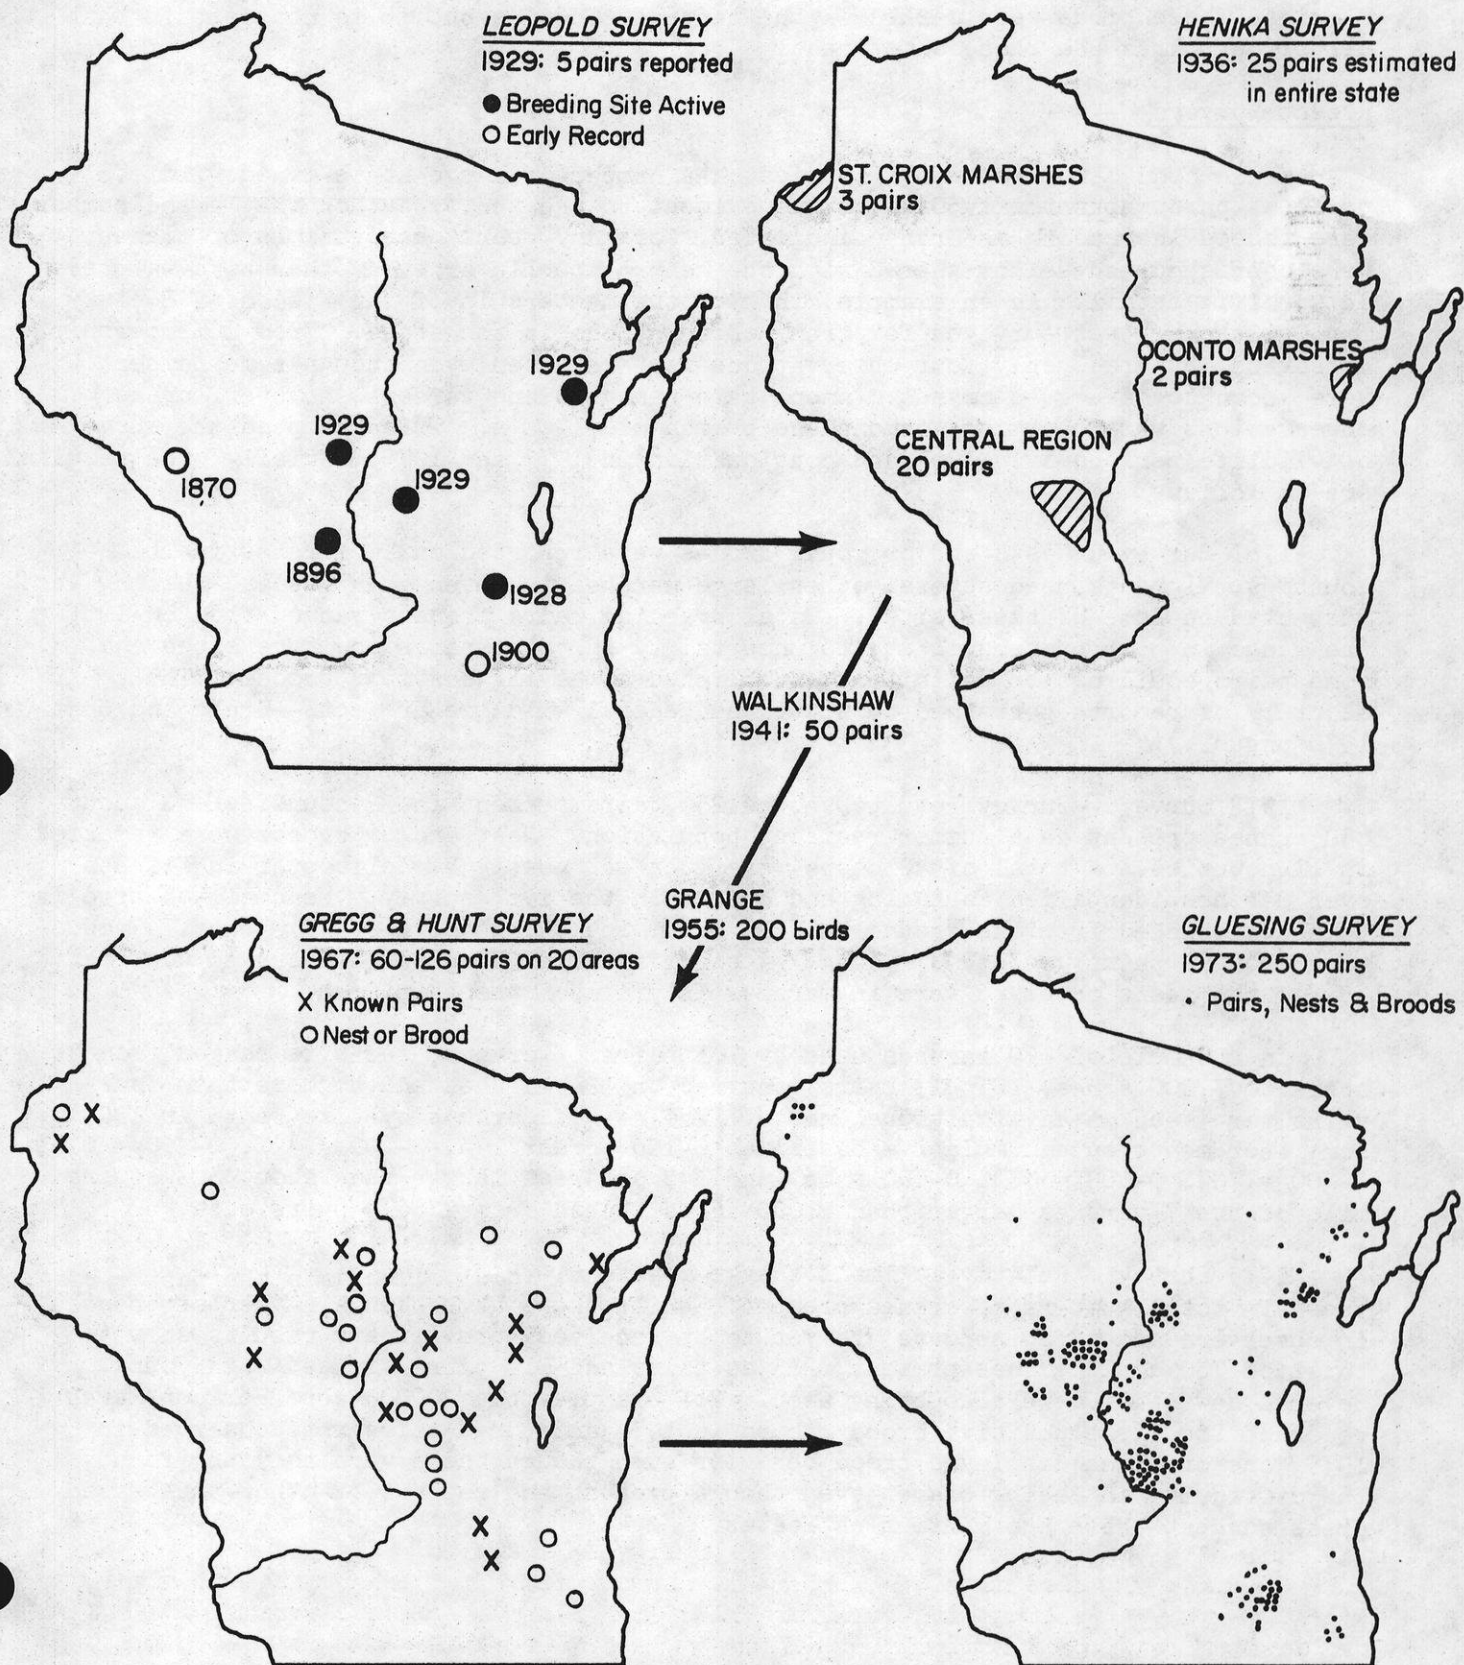 LEOPOLD SURVEY
1929: 5 pairs reported
● Breeding Site Active
○ Early Record
1929
1929
1870
1929
1896
1928
1900
HENIKA SURVEY
1936: 25 pairs estimated
in entire state
ST. CROIX MARSHES
3 pairs
OCONTO MARSHES
2 pairs
CENTRAL REGION
20 pairs
WALKINSHAW
1941: 50 pairs
GRANGE
1955: 200 birds
GREGG & HUNT SURVEY
1967: 60-126 pairs on 20 areas
X Known Pairs
○ Nest or Brood
GLUESING SURVEY
1973: 250 pairs
• Pairs, Nests & Broods